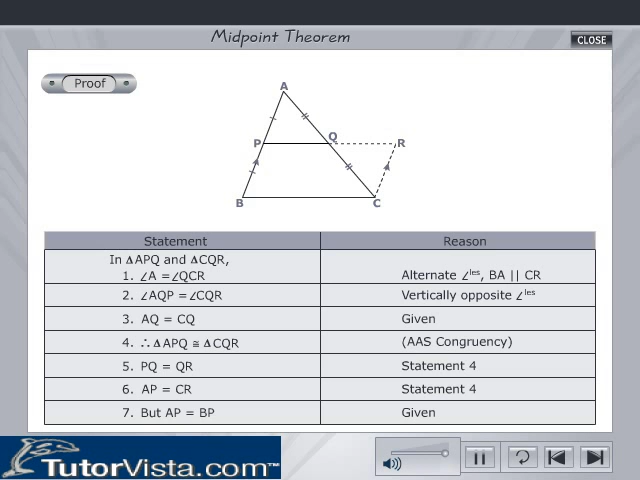 Midpoint Theorem
CLOSE
Proof
A
P
Q
R
B
C
Statement Reason
In ΔAPQ and ΔCQR,
1. ∠A =∠QCR Alternate ∠les, BA || CR
2. ∠AQP =∠CQR Vertically opposite ∠les
3. AQ = CQ Given
4. ∴ ΔAPQ ≅ ΔCQR (AAS Congruency)
5. PQ = QR Statement 4
6. AP = CR Statement 4
7. But AP = BP Given
TutorVista.com™